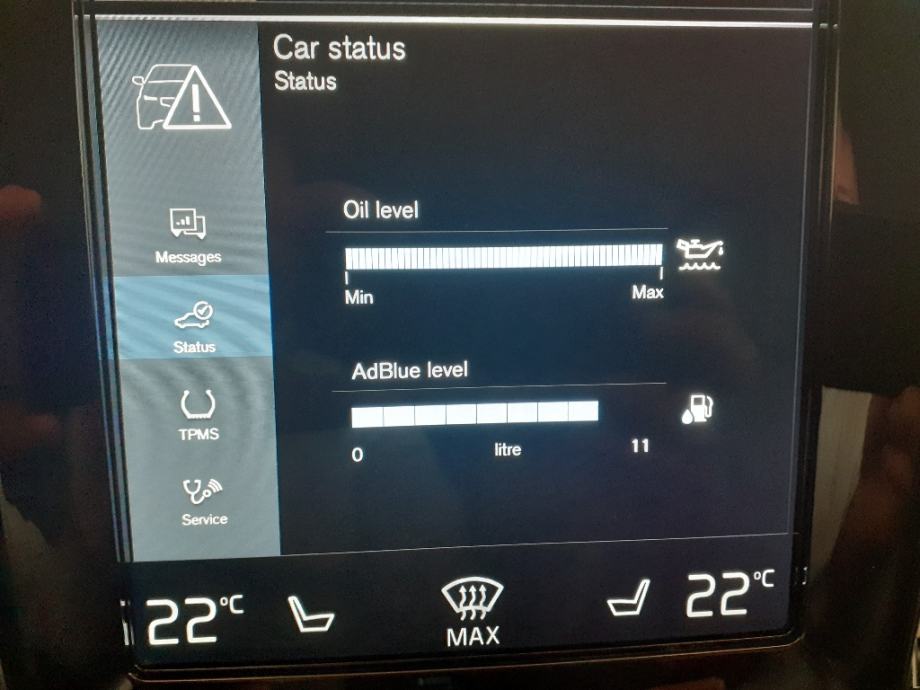 Car status
Status
Messages
Status
TPMS
Service
Oil level
Min Max
AdBlue level
0 litre 11
22°C MAX 22°C